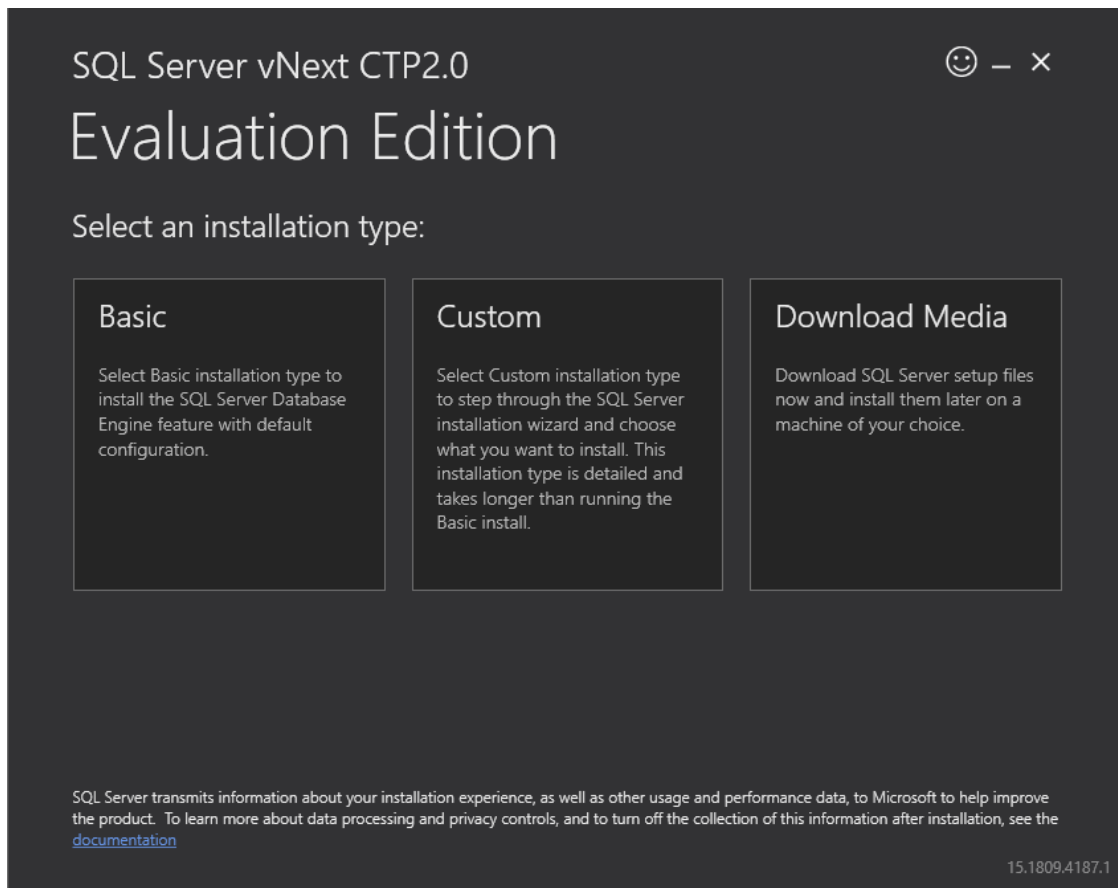 SQL Server vNext CTP2.0
Evaluation Edition
Select an installation type:
Basic
Select Basic installation type to
install the SQL Server Database
Engine feature with default
configuration.
Custom
Select Custom installation type
to step through the SQL Server
installation wizard and choose
what you want to install. This
installation type is detailed and
takes longer than running the
Basic install.
Download Media
Download SQL Server setup files
now and install them later on a
machine of your choice.
SQL Server transmits information about your installation experience, as well as other usage and performance data, to Microsoft to help improve
the product.  To learn more about data processing and privacy controls, and to turn off the collection of this information after installation, see the
documentation
15.1809.4187.1